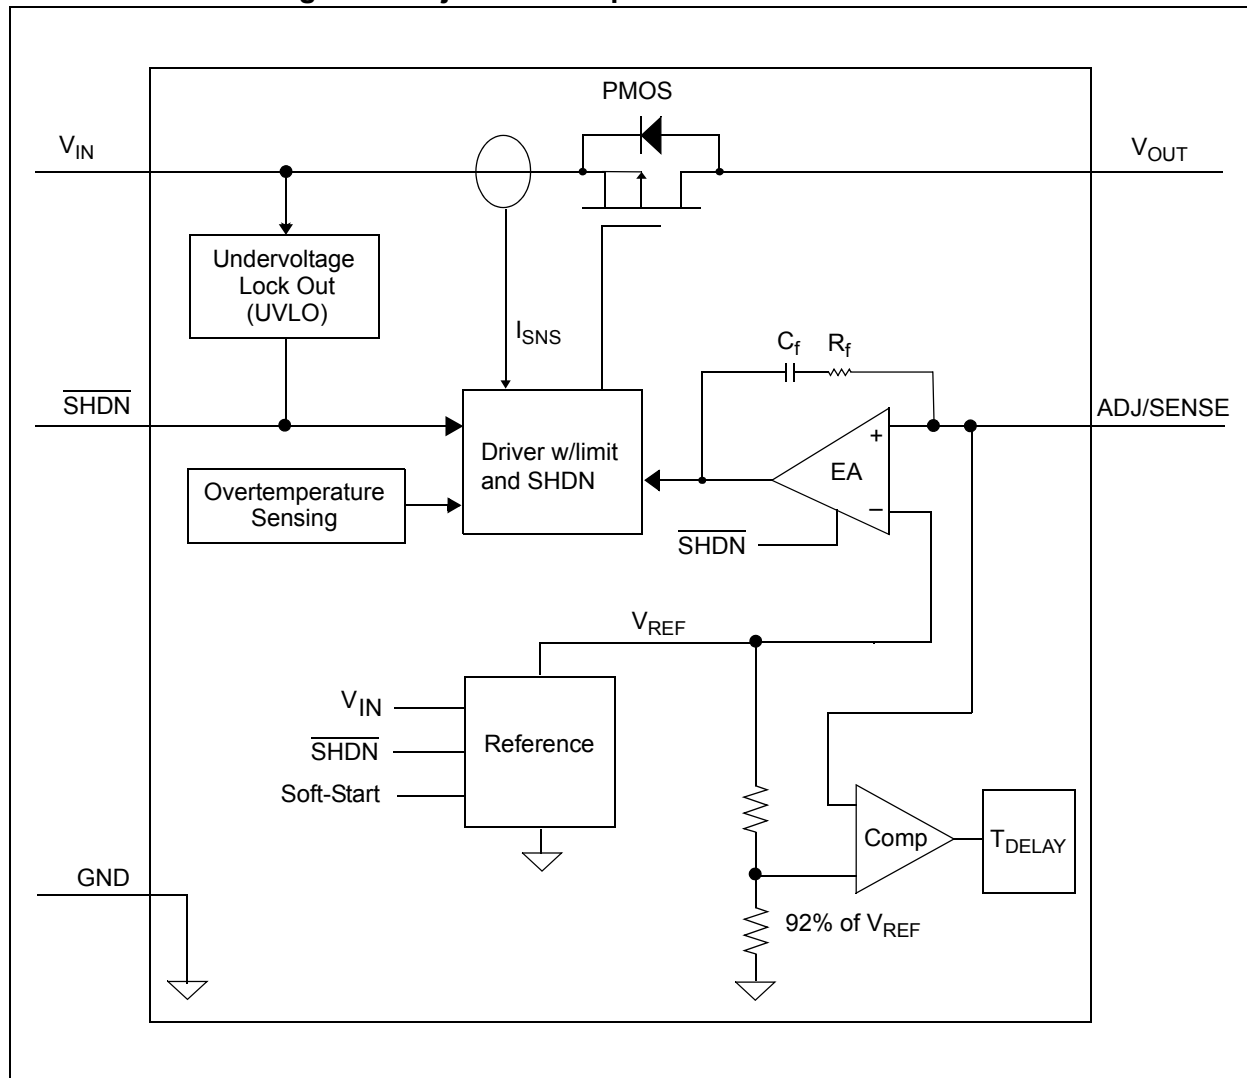 PMOS
V_IN
V_OUT
Undervoltage
Lock Out
(UVLO)
I_SNS
C_f
R_f
SHDN
ADJ/SENSE
Driver w/limit
and SHDN
+
EA
−
Overtemperature
Sensing
SHDN
V_REF
V_IN
SHDN
Soft-Start
Reference
Comp
T_DELAY
GND
92% of V_REF